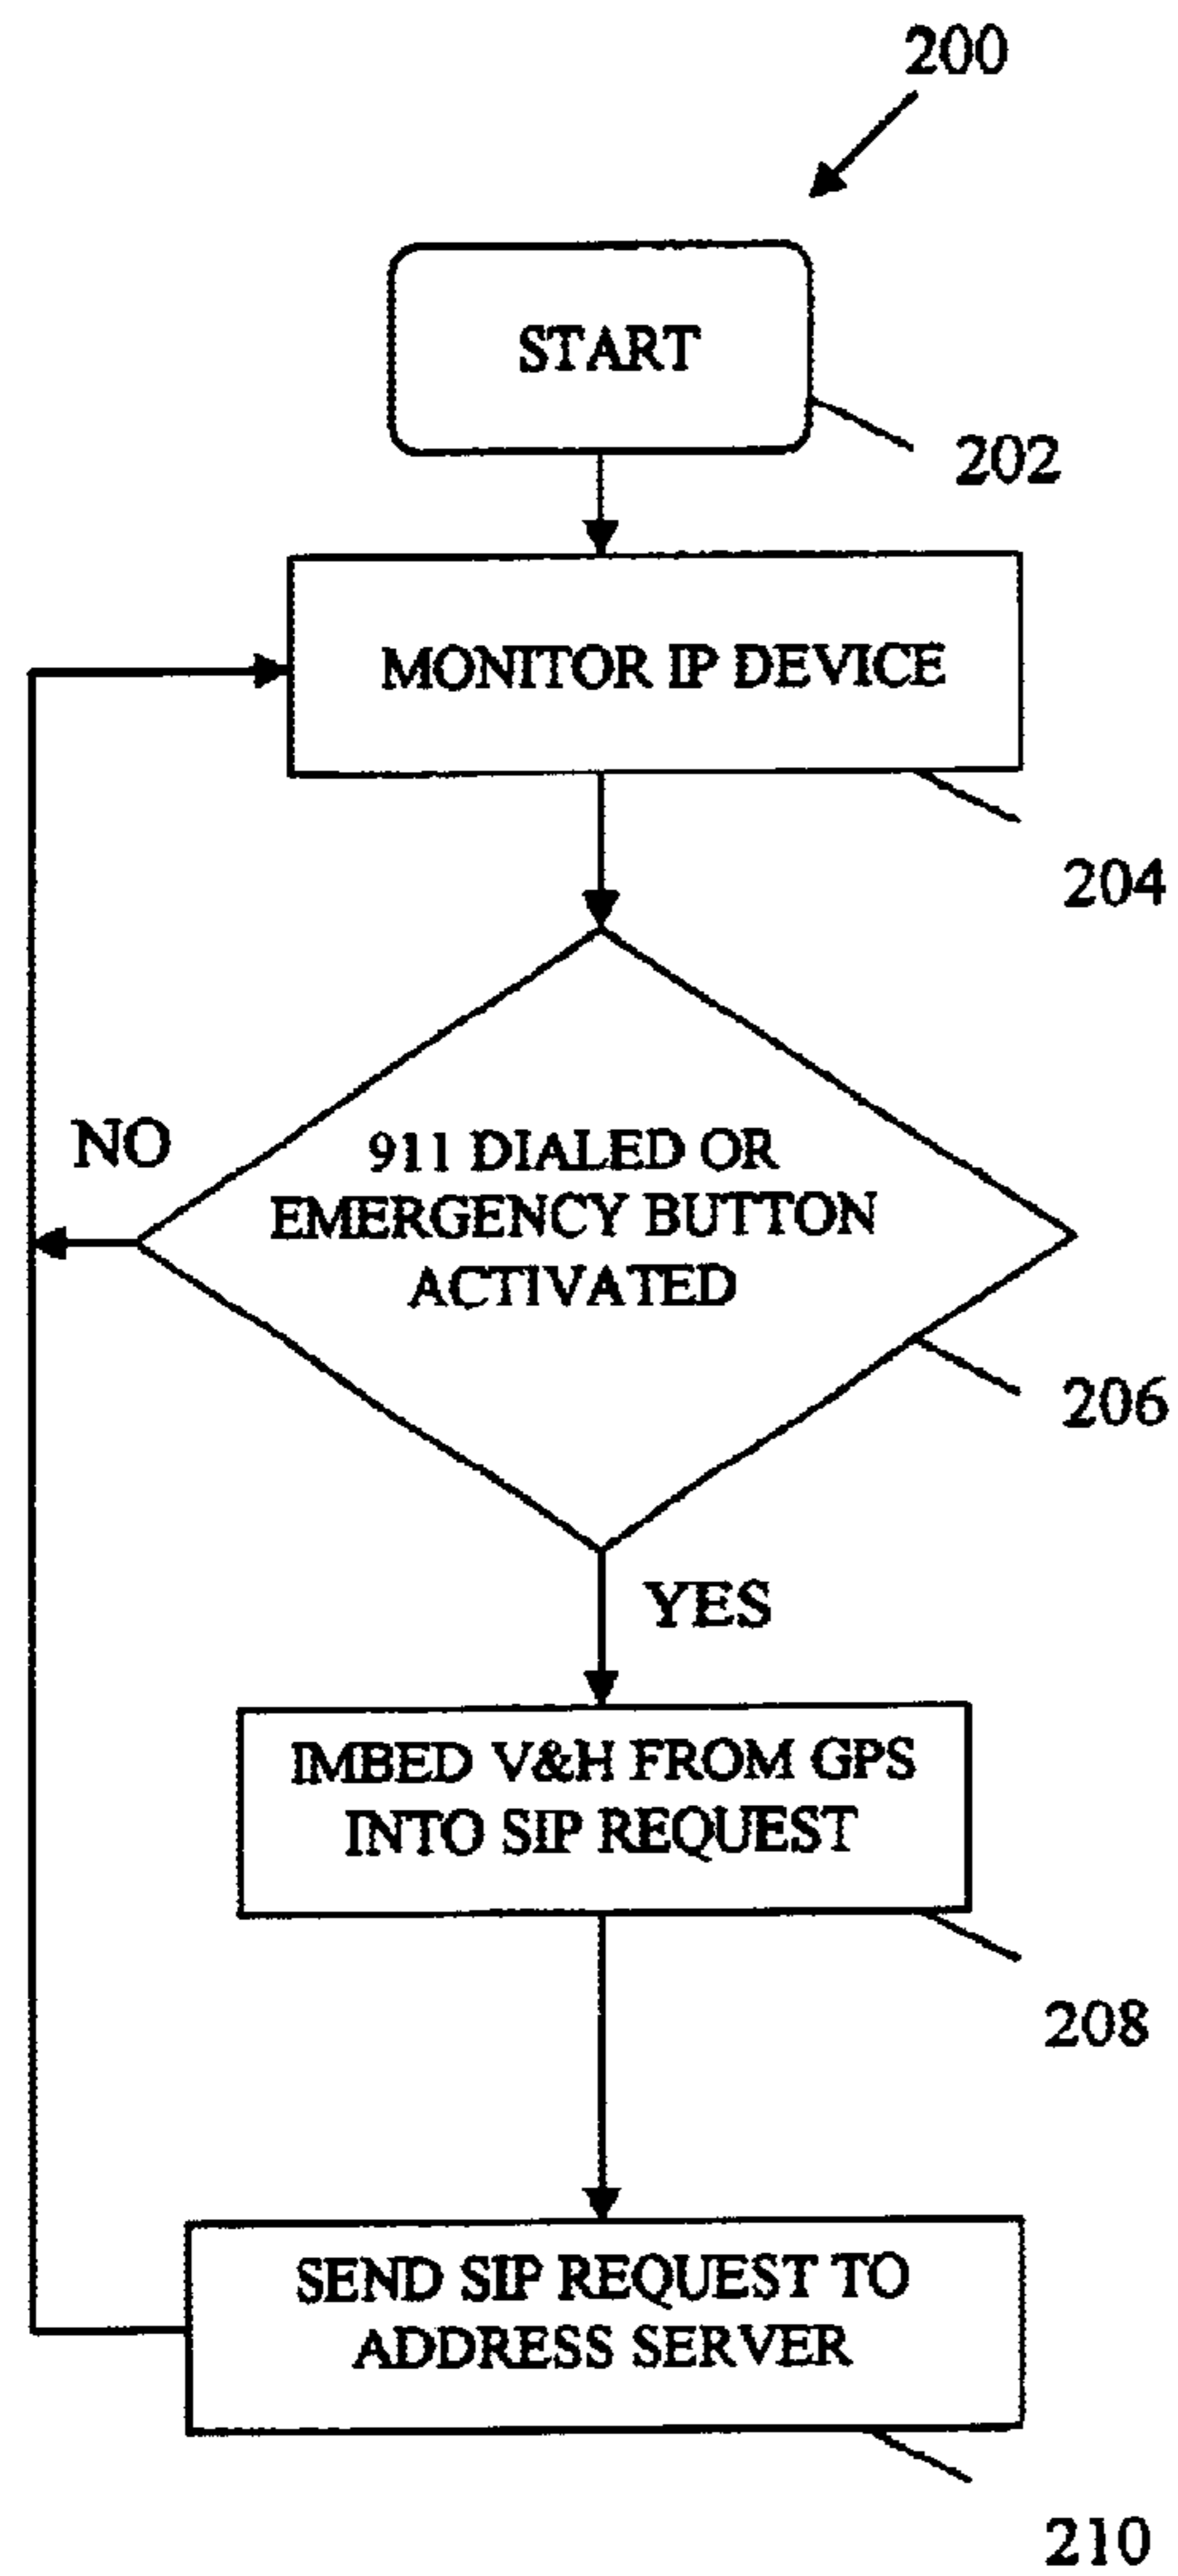 200
START
202
MONITOR IP DEVICE
204
NO
911 DIALED OR
EMERGENCY BUTTON
ACTIVATED
206
YES
IMBED V&H FROM GPS
INTO SIP REQUEST
208
SEND SIP REQUEST TO
ADDRESS SERVER
210